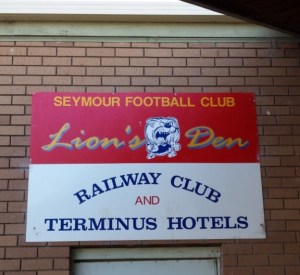 SEYMOUR FOOTBALL CLUB
Lion's Den
RAILWAY CLUB
AND
TERMINUS HOTELS